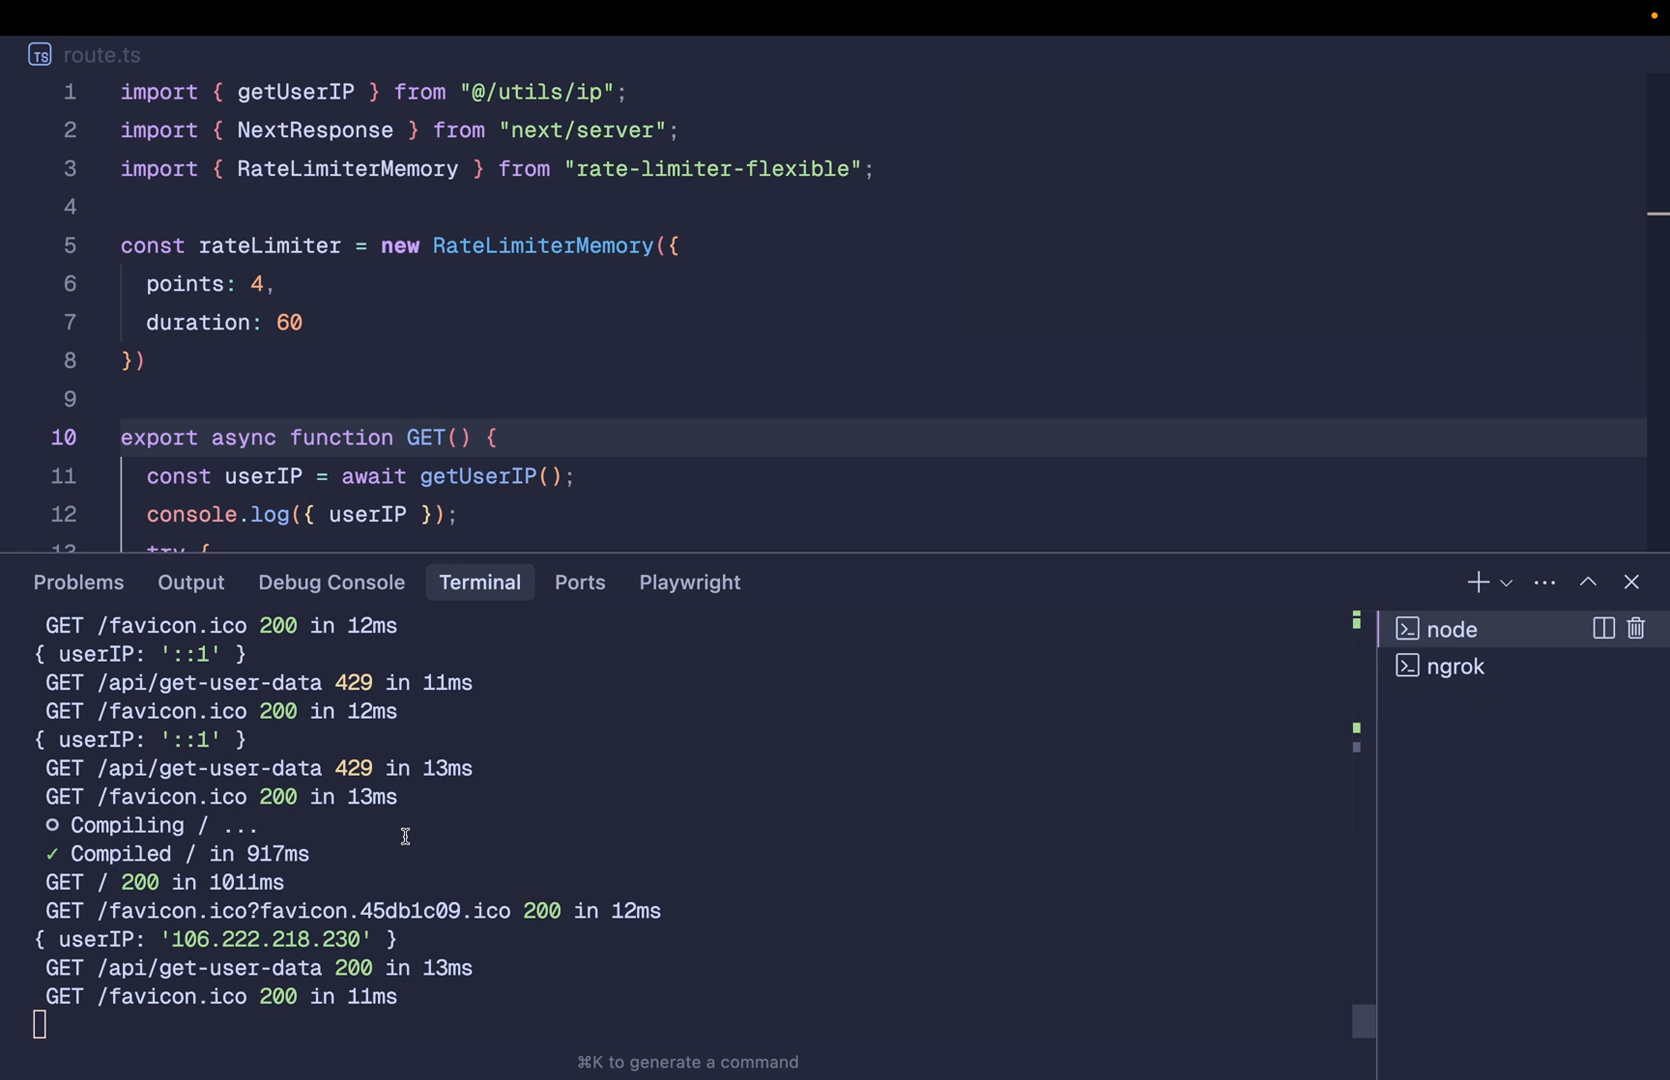 TS route.ts
1 import { getUserIP } from "@/utils/ip";
2 import { NextResponse } from "next/server";
3 import { RateLimiterMemory } from "rate-limiter-flexible";
4
5 const rateLimiter = new RateLimiterMemory({
6 points: 4,
7 duration: 60
8 })
9
10 export async function GET() {
11 const userIP = await getUserIP();
12 console.log({ userIP });
13 try {
Problems Output Debug Console Terminal Ports Playwright
GET /favicon.ico 200 in 12ms
{ userIP: '::1' }
GET /api/get-user-data 429 in 11ms
GET /favicon.ico 200 in 12ms
{ userIP: '::1' }
GET /api/get-user-data 429 in 13ms
GET /favicon.ico 200 in 13ms
○ Compiling / ...
✓ Compiled / in 917ms
GET / 200 in 1011ms
GET /favicon.ico?favicon.45db1c09.ico 200 in 12ms
{ userIP: '106.222.218.230' }
GET /api/get-user-data 200 in 13ms
GET /favicon.ico 200 in 11ms
⌘K to generate a command
node
ngrok